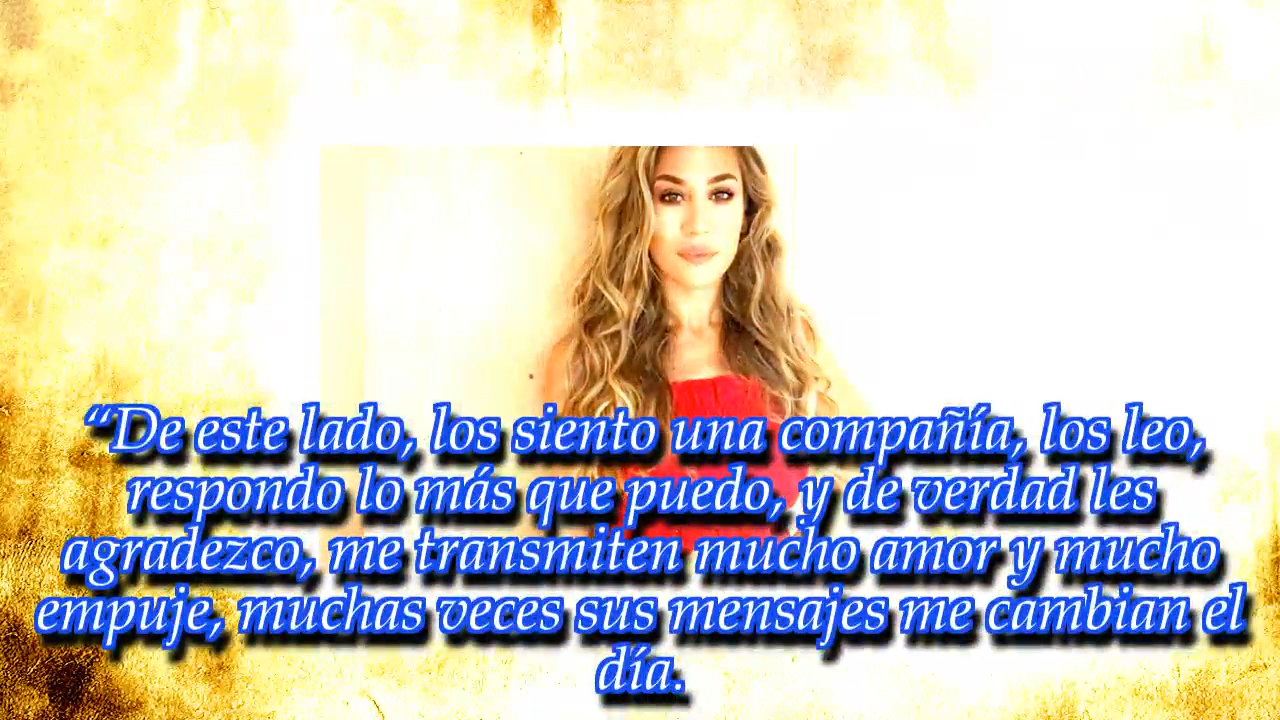 “De este lado, los siento una compañía, los leo,
respondo lo más que puedo, y de verdad les
agradezco, me transmiten mucho amor y mucho
empuje, muchas veces sus mensajes me cambian el
día.